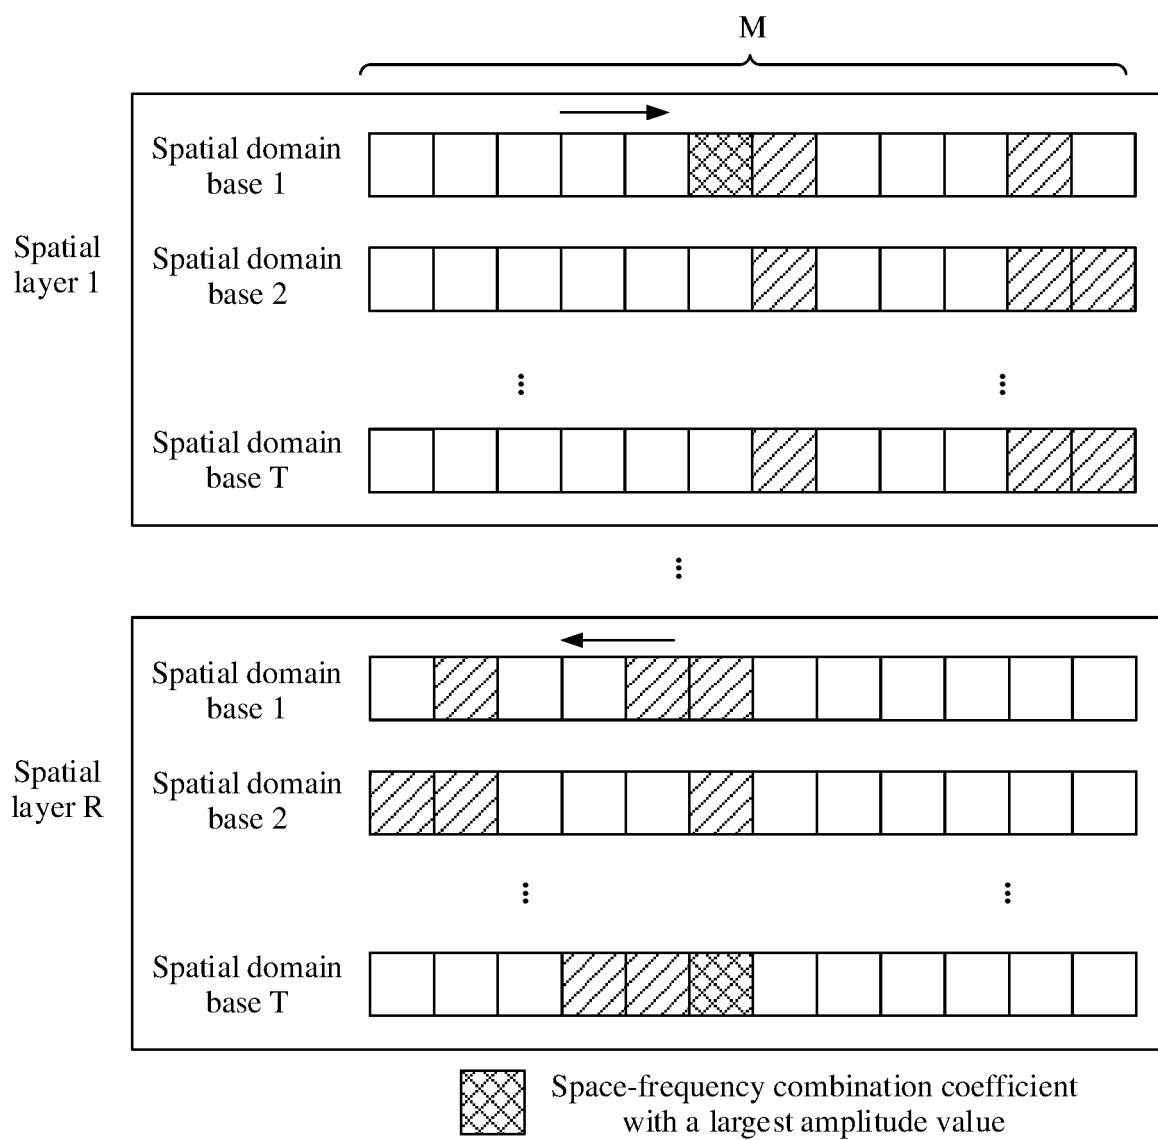 M
Spatial domain
base 1
Spatial
layer 1
Spatial domain
base 2
Spatial domain
base T
Spatial domain
base 1
Spatial
layer R
Spatial domain
base 2
Spatial domain
base T
Space-frequency combination coefficient
with a largest amplitude value